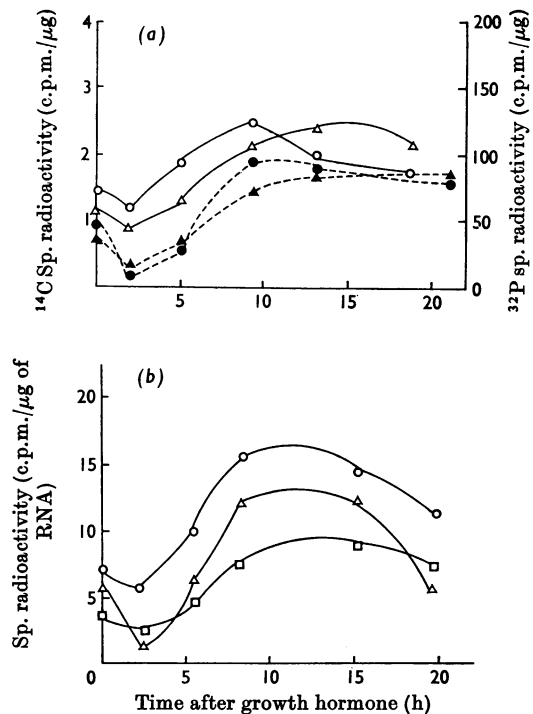 (a)
¹⁴C Sp. radioactivity (c.p.m./μg)
4
3
2
1
³²P sp. radioactivity (c.p.m./μg)
200
150
100
50
0
0 5 10 15 20
(b)
Sp. radioactivity (c.p.m./μg of
RNA)
20
15
10
5
0 5 10 15 20
Time after growth hormone (h)